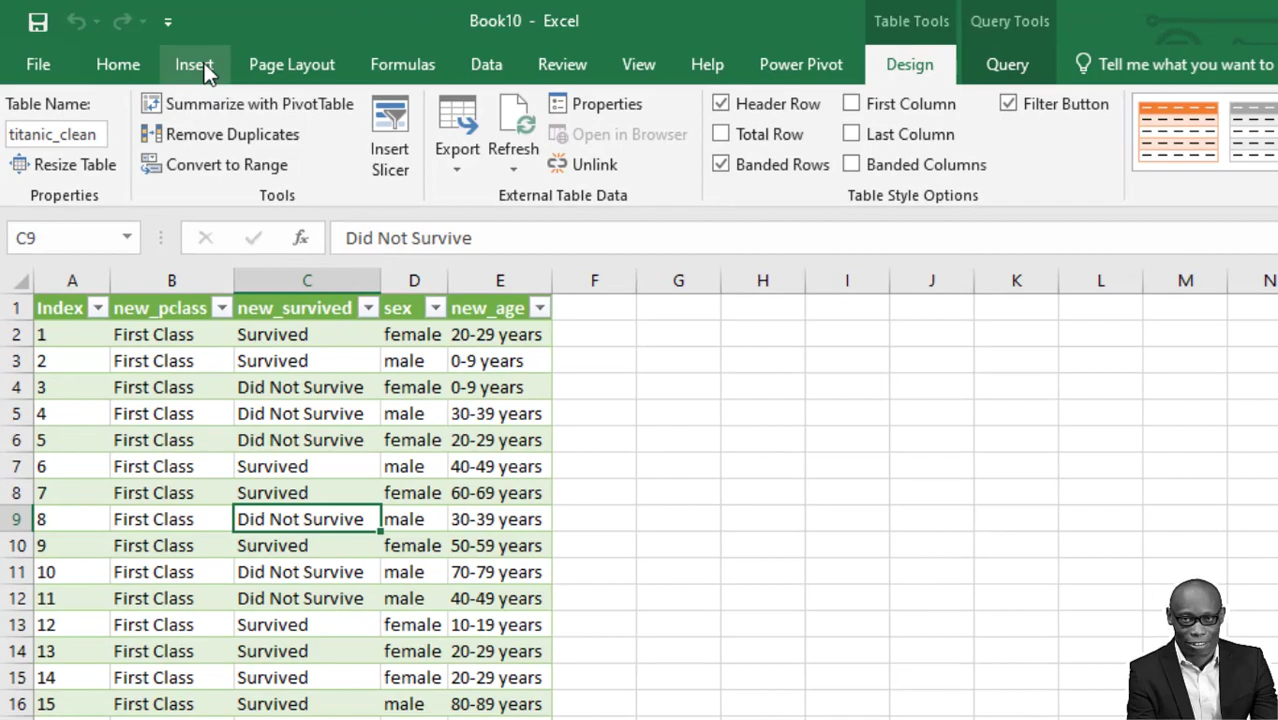 Book10 - Excel
Table Tools
Query Tools
File
Home
Insert
Page Layout
Formulas
Data
Review
View
Help
Power Pivot
Design
Query
Tell me what you want to
Table Name:
titanic_clean
Resize Table
Properties
Summarize with PivotTable
Remove Duplicates
Convert to Range
Tools
Insert
Slicer
Export
Refresh
Properties
Open in Browser
Unlink
External Table Data
Header Row
Total Row
Banded Rows
First Column
Last Column
Banded Columns
Filter Button
Table Style Options
C9
fx
Did Not Survive
A B C D E F G H I J K L M N
1 Index new_pclass new_survived sex new_age
2 1 First Class Survived female 20-29 years
3 2 First Class Survived male 0-9 years
4 3 First Class Did Not Survive female 0-9 years
5 4 First Class Did Not Survive male 30-39 years
6 5 First Class Did Not Survive female 20-29 years
7 6 First Class Survived male 40-49 years
8 7 First Class Survived female 60-69 years
9 8 First Class Did Not Survive male 30-39 years
10 9 First Class Survived female 50-59 years
11 10 First Class Did Not Survive male 70-79 years
12 11 First Class Did Not Survive male 40-49 years
13 12 First Class Survived female 10-19 years
14 13 First Class Survived female 20-29 years
15 14 First Class Survived female 20-29 years
16 15 First Class Survived male 80-89 years